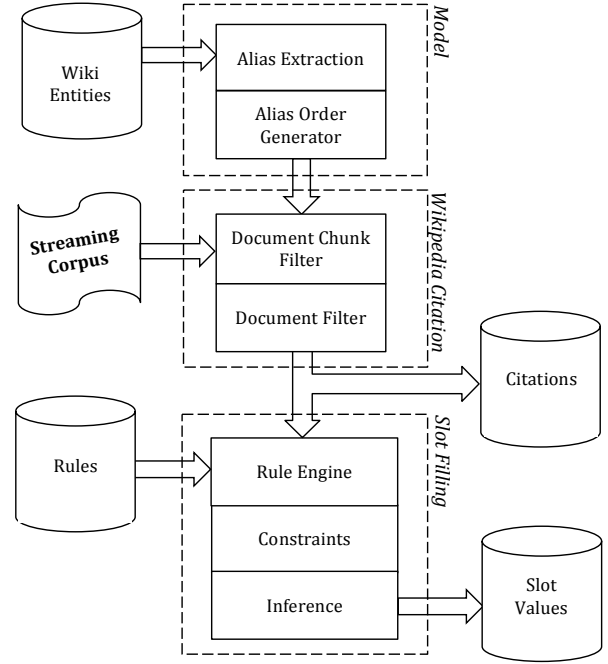 Model
Wiki
Entities
Alias Extraction
Alias Order
Generator
Wikipedia Citation
Streaming
Corpus
Document Chunk
Filter
Document Filter
Citations
Slot Filling
Rules
Rule Engine
Constraints
Inference
Slot
Values